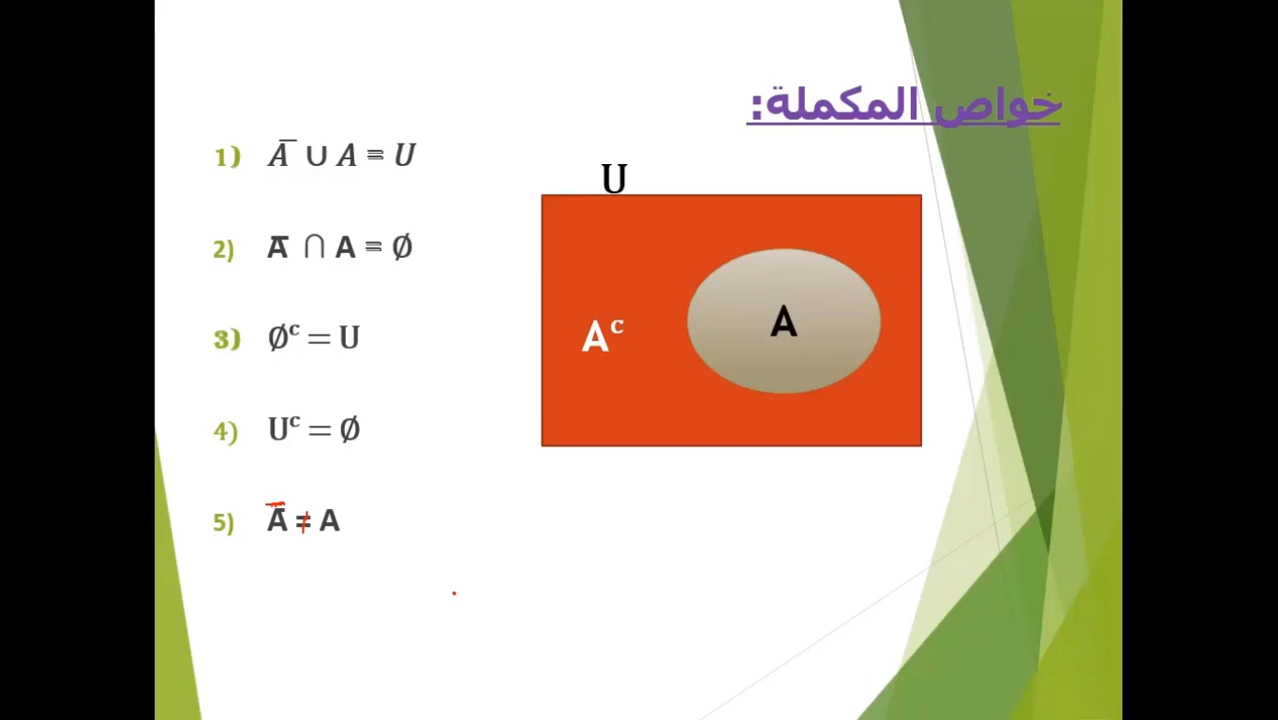 خواص المكملة:
1) A̅ ∪ A = U
2) A̅ ∩ A = ∅
3) ∅ᶜ = U
4) Uᶜ = ∅
5) A̿ ≠ A
U
Aᶜ
A